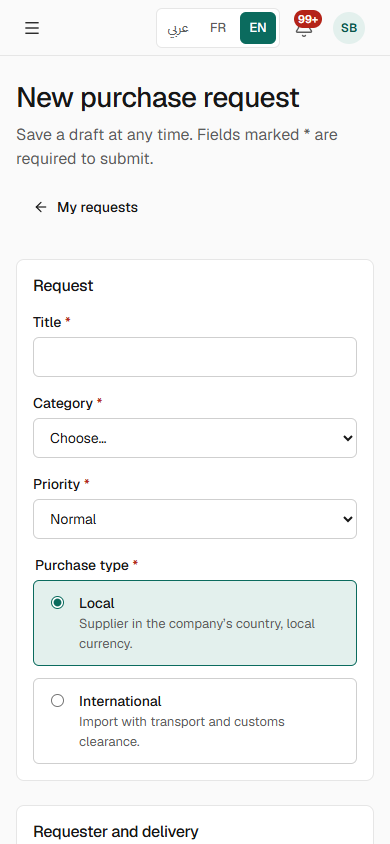 عربي FR EN 99+ SB
New purchase request
Save a draft at any time. Fields marked * are
required to submit.
← My requests
Request
Title *
Category *
Choose...
Priority *
Normal
Purchase type *
Local
Supplier in the company's country, local
currency.
International
Import with transport and customs
clearance.
Requester and delivery